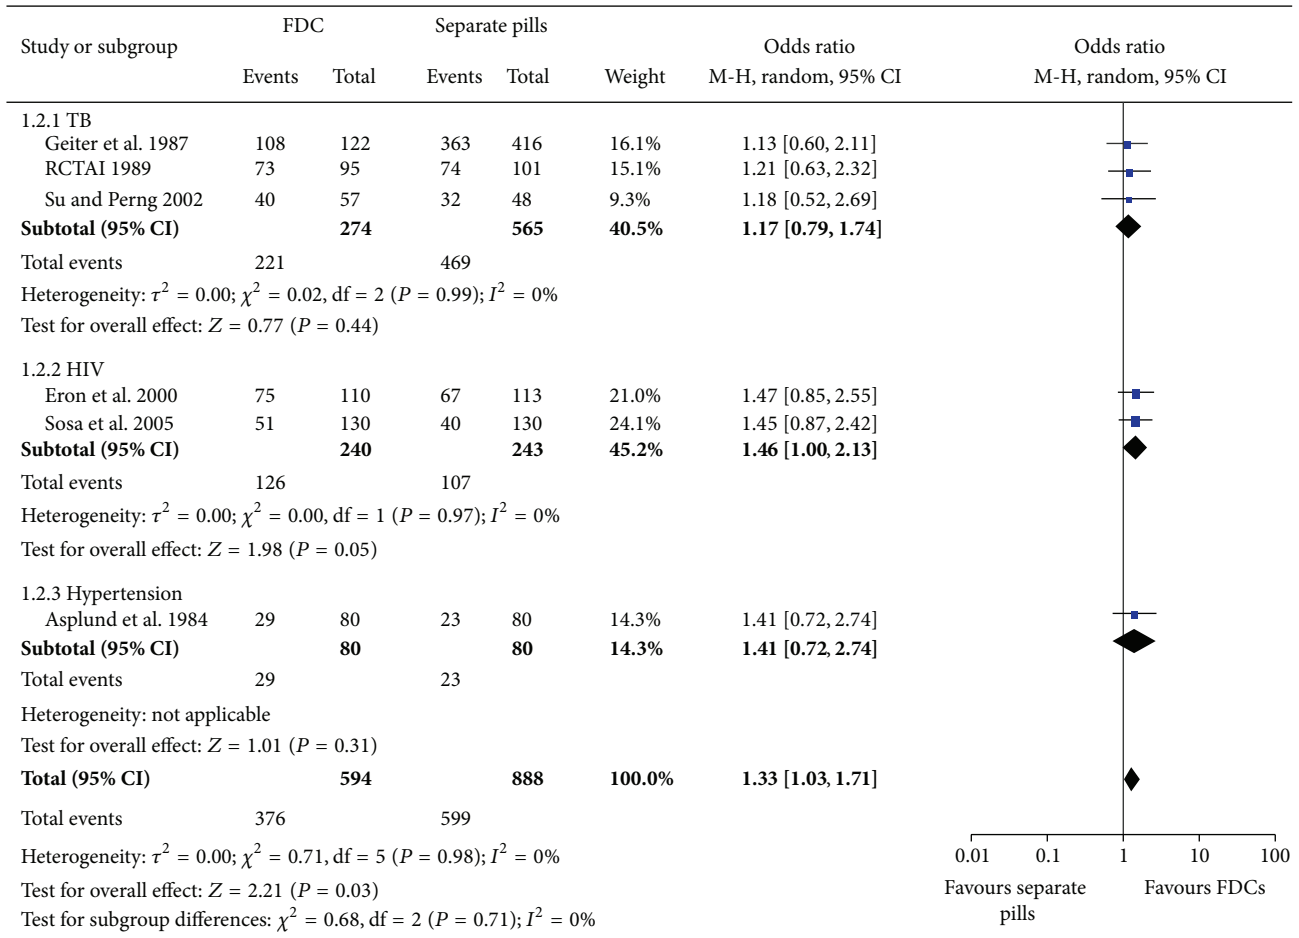 FDC Separate pills
Study or subgroup Odds ratio Odds ratio
Events Total Events Total Weight M-H, random, 95% CI M-H, random, 95% CI
1.2.1 TB
Geiter et al. 1987 108 122 363 416 16.1% 1.13 [0.60, 2.11]
RCTAI 1989 73 95 74 101 15.1% 1.21 [0.63, 2.32]
Su and Perng 2002 40 57 32 48 9.3% 1.18 [0.52, 2.69]
Subtotal (95% CI) 274 565 40.5% 1.17 [0.79, 1.74]
Total events 221 469
Heterogeneity: τ² = 0.00; χ² = 0.02, df = 2 (P = 0.99); I² = 0%
Test for overall effect: Z = 0.77 (P = 0.44)
1.2.2 HIV
Eron et al. 2000 75 110 67 113 21.0% 1.47 [0.85, 2.55]
Sosa et al. 2005 51 130 40 130 24.1% 1.45 [0.87, 2.42]
Subtotal (95% CI) 240 243 45.2% 1.46 [1.00, 2.13]
Total events 126 107
Heterogeneity: τ² = 0.00; χ² = 0.00, df = 1 (P = 0.97); I² = 0%
Test for overall effect: Z = 1.98 (P = 0.05)
1.2.3 Hypertension
Asplund et al. 1984 29 80 23 80 14.3% 1.41 [0.72, 2.74]
Subtotal (95% CI) 80 80 14.3% 1.41 [0.72, 2.74]
Total events 29 23
Heterogeneity: not applicable
Test for overall effect: Z = 1.01 (P = 0.31)
Total (95% CI) 594 888 100.0% 1.33 [1.03, 1.71]
Total events 376 599
Heterogeneity: τ² = 0.00; χ² = 0.71, df = 5 (P = 0.98); I² = 0%
Test for overall effect: Z = 2.21 (P = 0.03)
Test for subgroup differences: χ² = 0.68, df = 2 (P = 0.71); I² = 0%
0.01 0.1 1 10 100
Favours separate Favours FDCs
pills